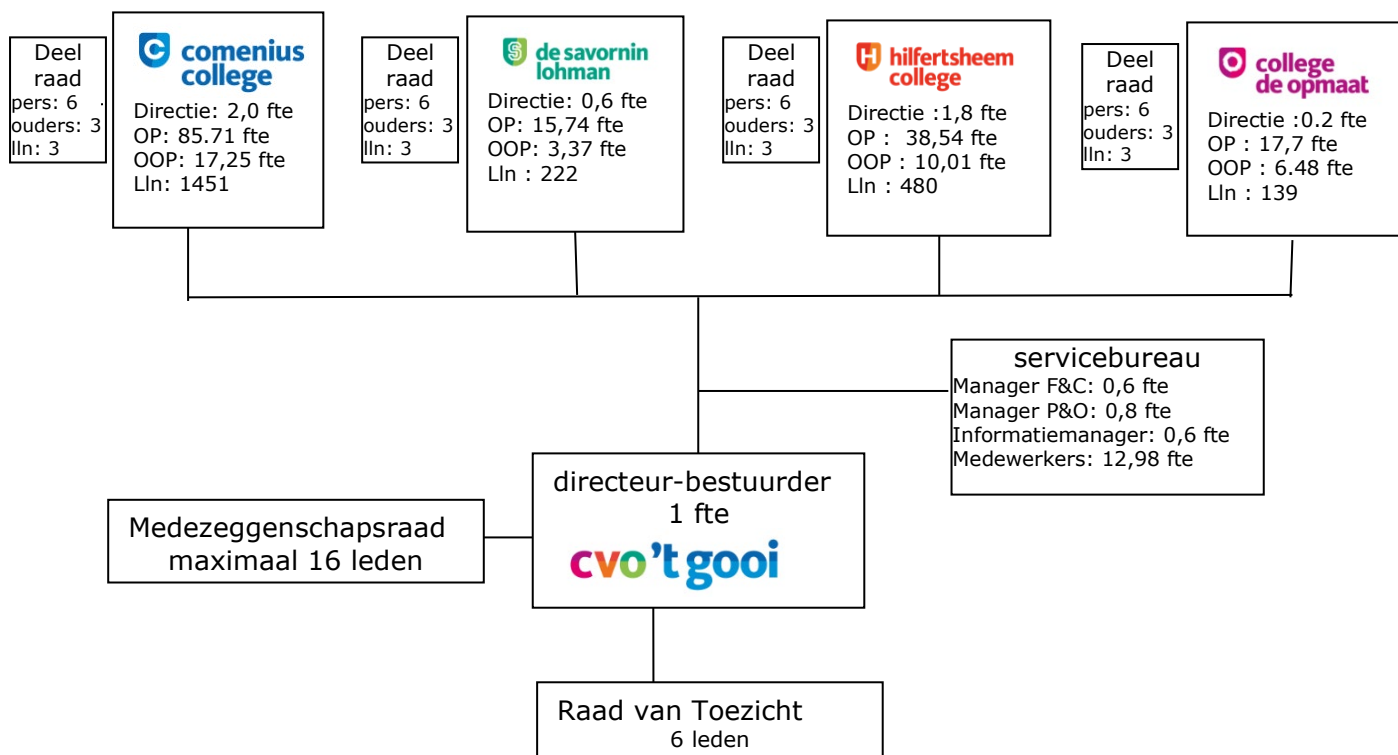 Deel
raad
pers: 6
ouders: 3
lln: 3
comenius
college
Directie: 2,0 fte
OP: 85.71 fte
OOP: 17,25 fte
Lln: 1451
Deel
raad
pers: 6
ouders: 3
lln: 3
de savornin
lohman
Directie: 0,6 fte
OP: 15,74 fte
OOP: 3,37 fte
Lln : 222
Deel
raad
pers: 6
ouders: 3
lln: 3
hilfertsheem
college
Directie :1,8 fte
OP : 38,54 fte
OOP : 10,01 fte
Lln : 480
Deel
raad
pers: 6
ouders: 3
lln: 3
college
de opmaat
Directie :0.2 fte
OP : 17,7 fte
OOP : 6.48 fte
Lln : 139
servicebureau
Manager F&C: 0,6 fte
Manager P&O: 0,8 fte
Informatiemanager: 0,6 fte
Medewerkers: 12,98 fte
directeur-bestuurder
1 fte
cvo 't gooi
Medezeggenschapsraad
maximaal 16 leden
Raad van Toezicht
6 leden